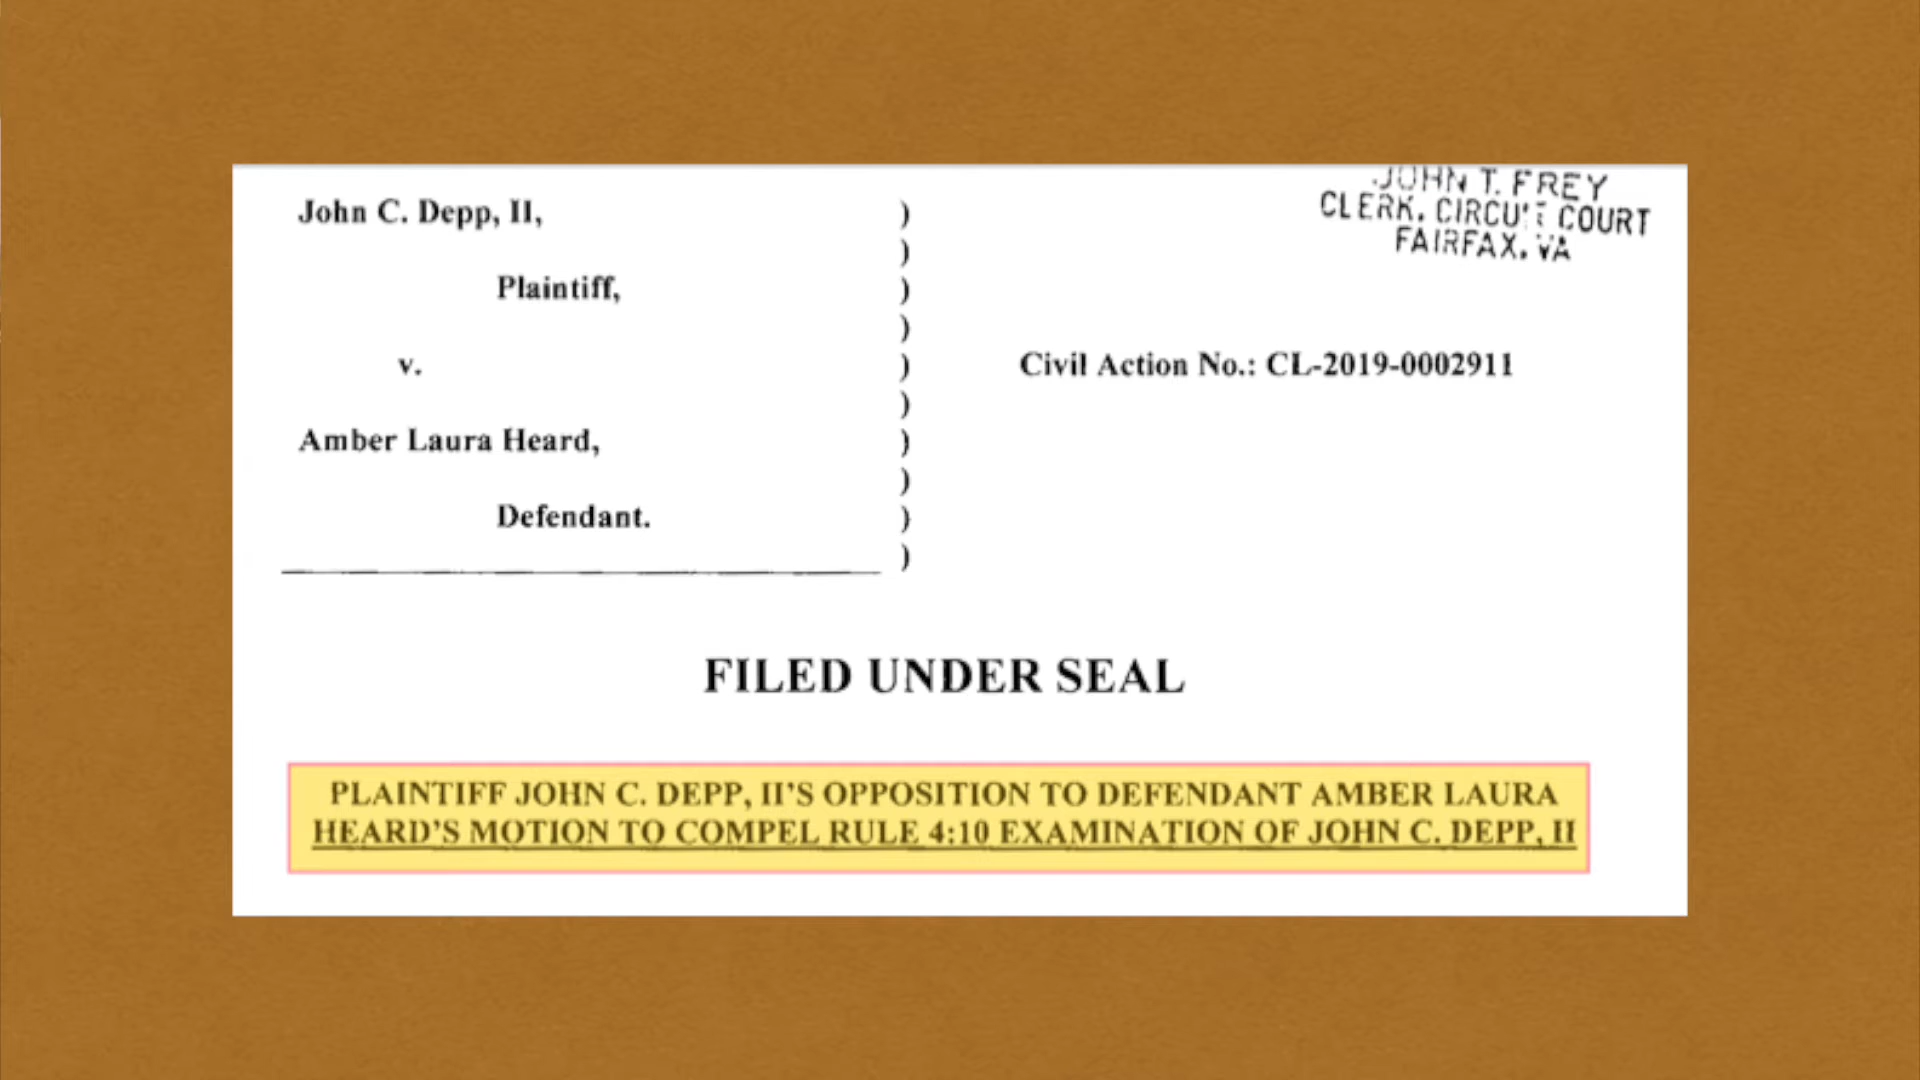 JOHN T. FREY
CLERK, CIRCUIT COURT
FAIRFAX, VA
John C. Depp, II, )
)
Plaintiff, )
)
v. ) Civil Action No.: CL-2019-0002911
)
Amber Laura Heard, )
)
Defendant. )
)
FILED UNDER SEAL
PLAINTIFF JOHN C. DEPP, II'S OPPOSITION TO DEFENDANT AMBER LAURA
HEARD'S MOTION TO COMPEL RULE 4:10 EXAMINATION OF JOHN C. DEPP, II